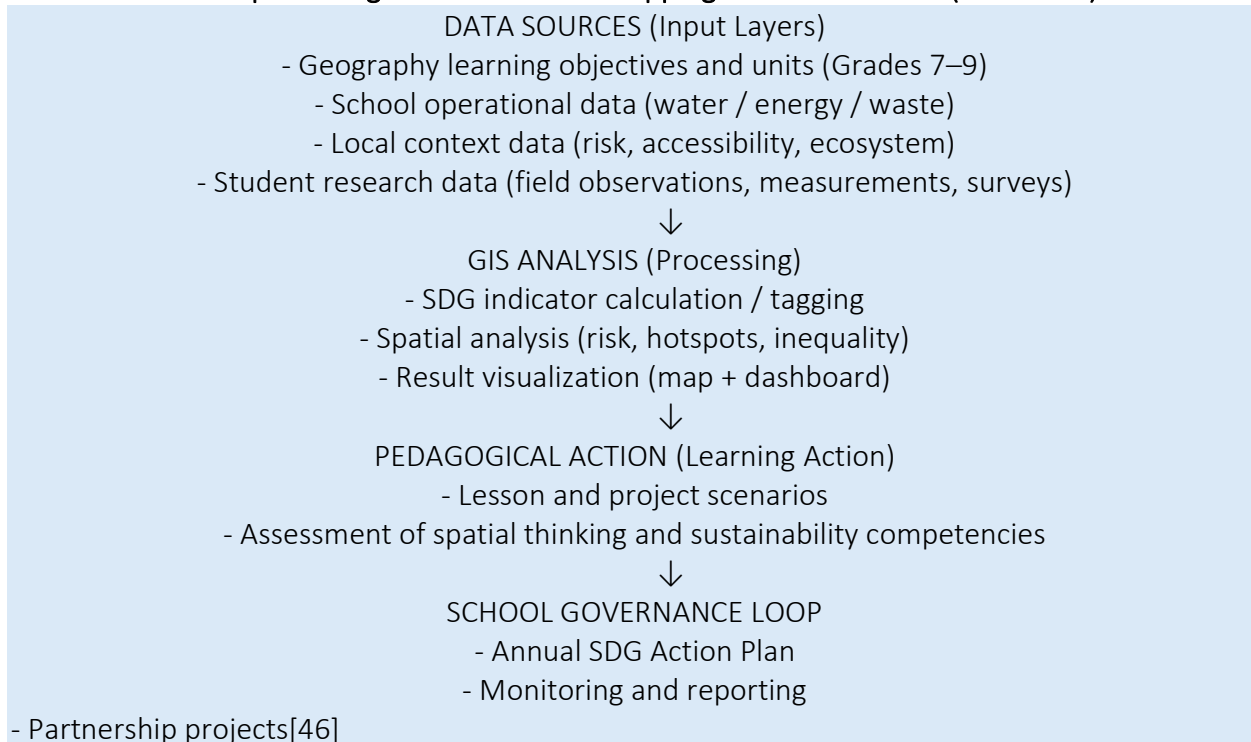 DATA SOURCES (Input Layers)
- Geography learning objectives and units (Grades 7–9)
- School operational data (water / energy / waste)
- Local context data (risk, accessibility, ecosystem)
- Student research data (field observations, measurements, surveys)
↓
GIS ANALYSIS (Processing)
- SDG indicator calculation / tagging
- Spatial analysis (risk, hotspots, inequality)
- Result visualization (map + dashboard)
↓
PEDAGOGICAL ACTION (Learning Action)
- Lesson and project scenarios
- Assessment of spatial thinking and sustainability competencies
↓
SCHOOL GOVERNANCE LOOP
- Annual SDG Action Plan
- Monitoring and reporting
- Partnership projects[46]